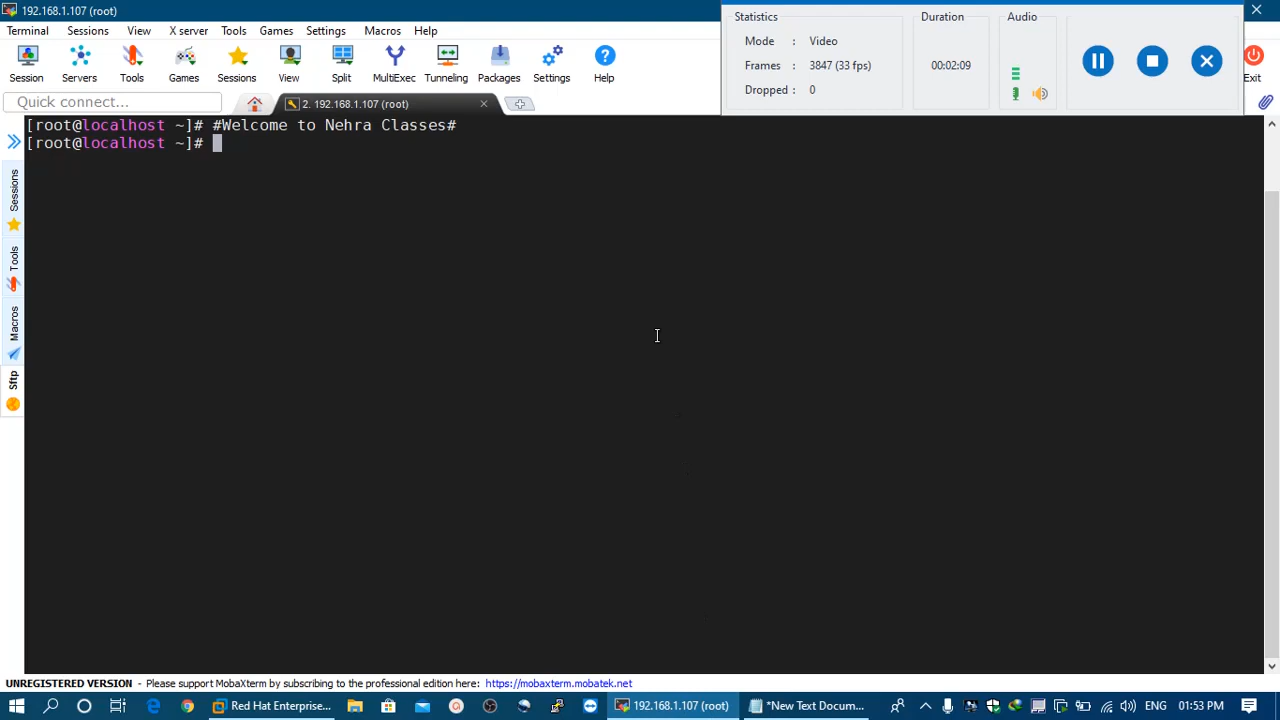 192.168.1.107 (root)
Terminal Sessions View X server Tools Games Settings Macros Help
Session Servers Tools Games Sessions View Split MultiExec Tunneling Packages Settings Help
Exit
Statistics
Mode : Video
Frames : 3847 (33 fps)
Dropped : 0
Duration
00:02:09
Audio
Quick connect...
2. 192.168.1.107 (root)
[root@localhost ~]# #Welcome to Nehra Classes#
[root@localhost ~]#
Sessions
Tools
Macros
Sftp
UNREGISTERED VERSION - Please support MobaXterm by subscribing to the professional edition here: https://mobaxterm.mobatek.net
Red Hat Enterprise... 192.168.1.107 (root) *New Text Docum... ENG 01:53 PM